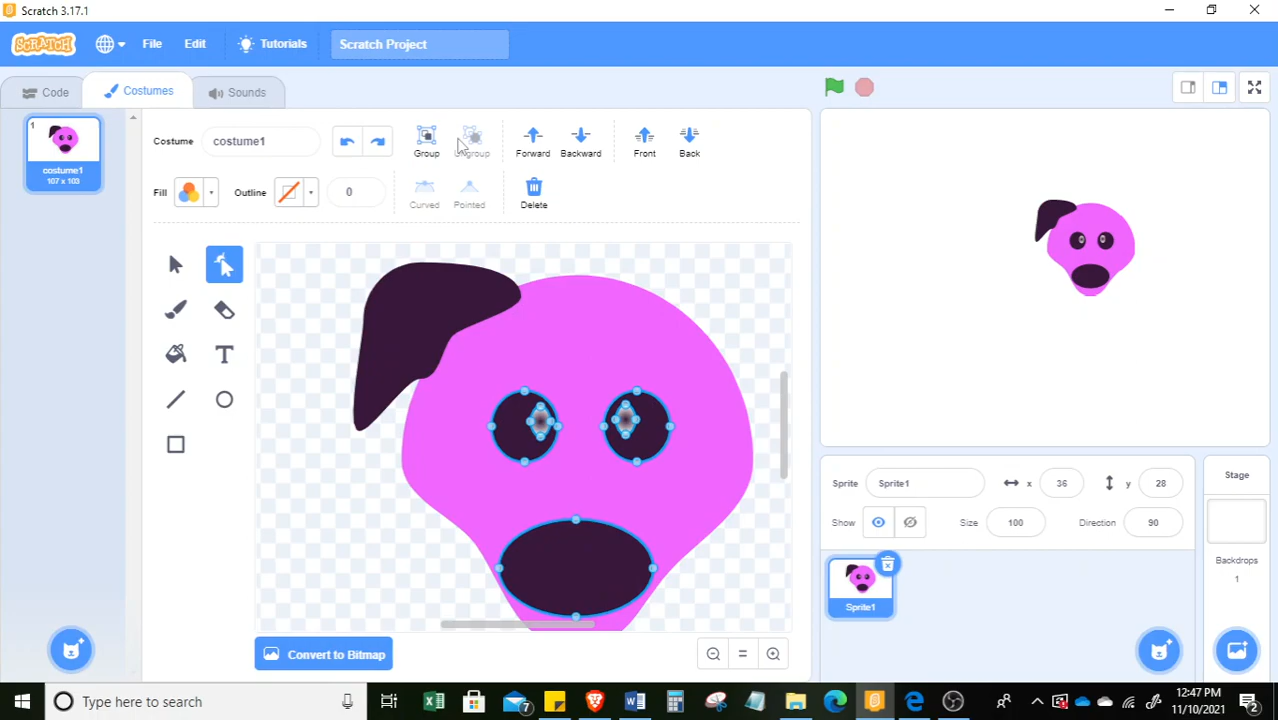 Scratch 3.17.1
SCRATCH File Edit Tutorials Scratch Project
Code Costumes Sounds
1
costume1
107 x 103
Costume costume1 Group Ungroup Forward Backward Front Back
Fill Outline 0 Curved Pointed Delete
T
Convert to Bitmap
Sprite Sprite1 x 36 y 28
Show Size 100 Direction 90
Sprite1
Stage
Backdrops
1
Type here to search
7
12:47 PM
11/10/2021
2